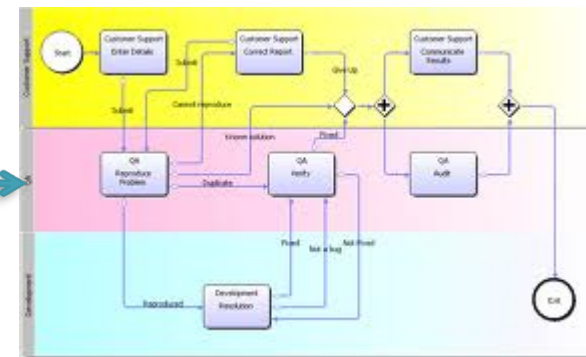 Customer Support
Start
Customer Support
Enter Details
Customer Support
Correct Report
Customer Support
Communicate
Results
Submit
Give Up
Submit
Cannot reproduce
Known solution
Fixed
QA
QA
Reproduce
Problem
Duplicate
QA
Verify
QA
Audit
Fixed
Not a bug
Not Fixed
Development
Reproduced
Development
Resolution
Exit